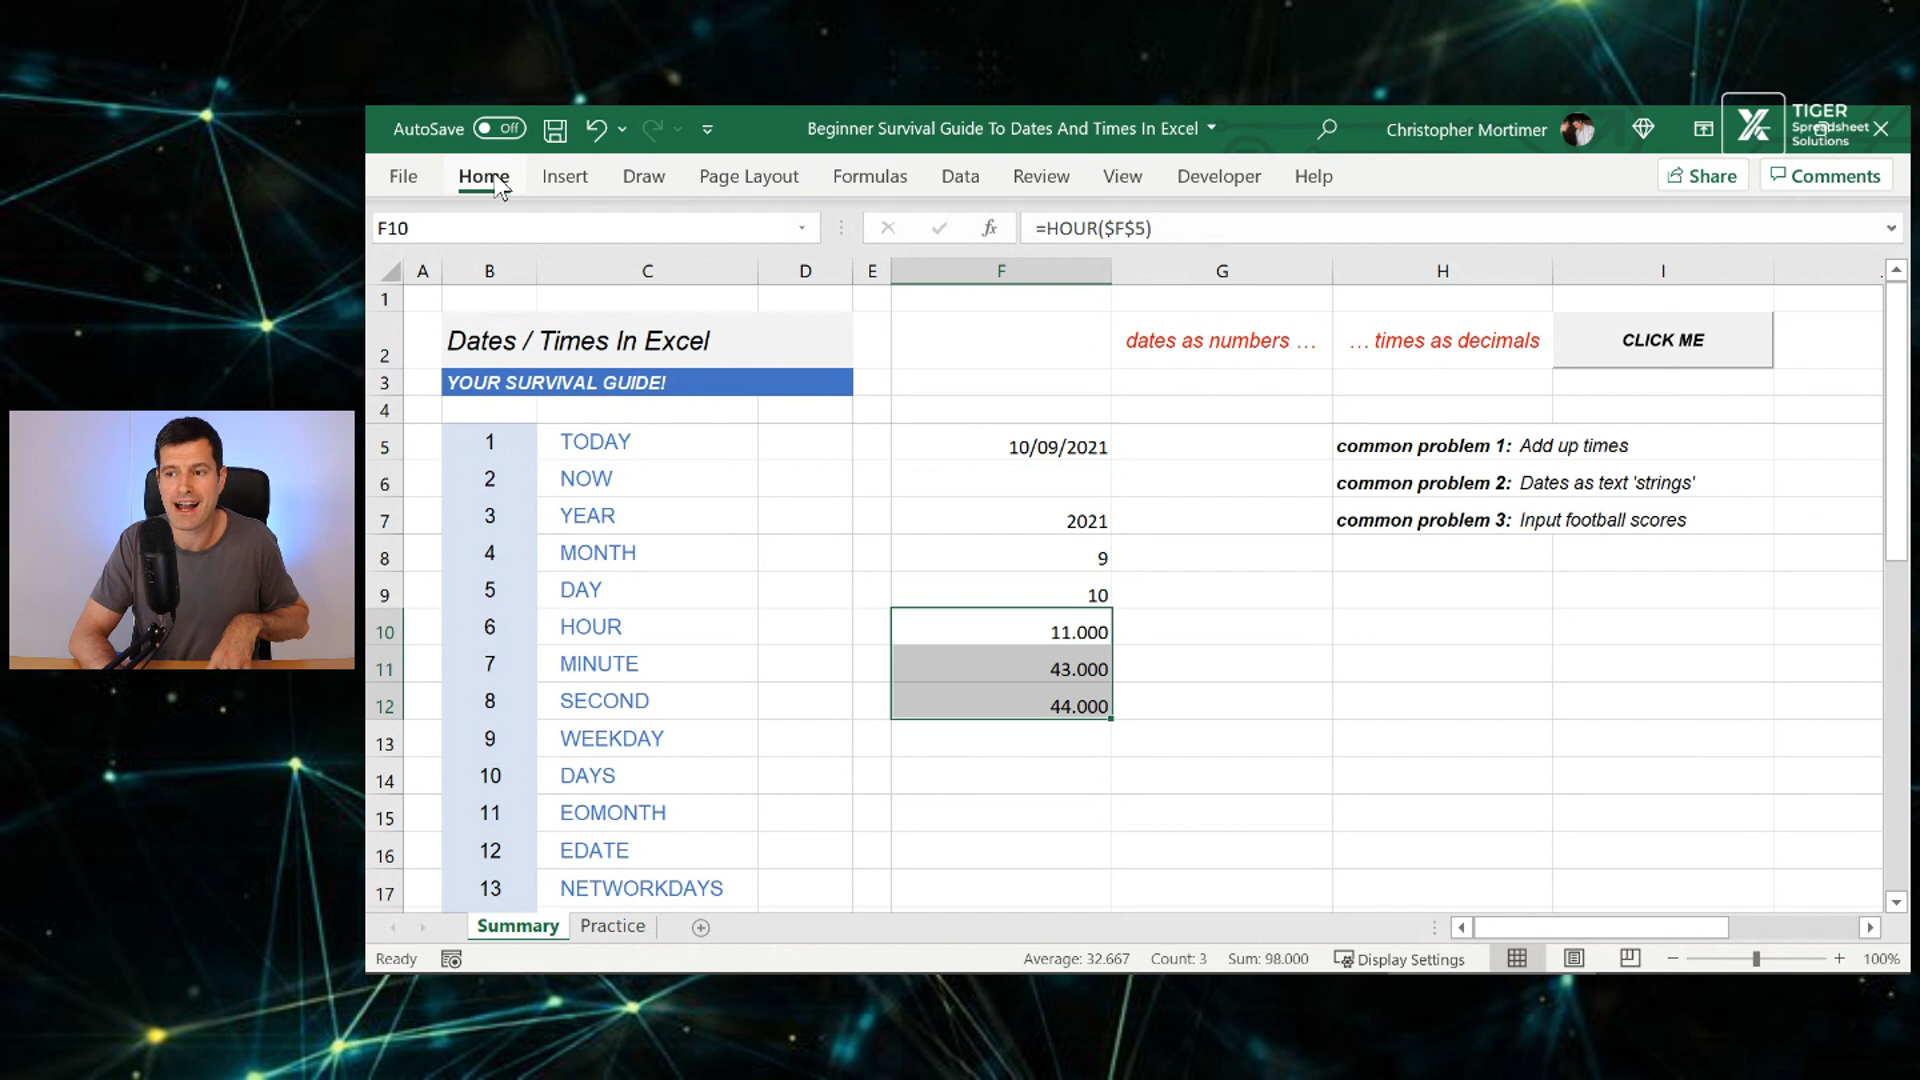 TIGER
Spreadsheet
Solutions
AutoSave Off
Beginner Survival Guide To Dates And Times In Excel
Christopher Mortimer
File Home Insert Draw Page Layout Formulas Data Review View Developer Help
Share Comments
F10 fx =HOUR($F$5)
A B C D E F G H I
1
2 Dates / Times In Excel dates as numbers … … times as decimals CLICK ME
3 YOUR SURVIVAL GUIDE!
4
5 1 TODAY 10/09/2021 common problem 1: Add up times
6 2 NOW common problem 2: Dates as text 'strings'
7 3 YEAR 2021 common problem 3: Input football scores
8 4 MONTH 9
9 5 DAY 10
10 6 HOUR 11.000
11 7 MINUTE 43.000
12 8 SECOND 44.000
13 9 WEEKDAY
14 10 DAYS
15 11 EOMONTH
16 12 EDATE
17 13 NETWORKDAYS
Summary Practice
Ready Average: 32.667 Count: 3 Sum: 98.000 Display Settings 100%